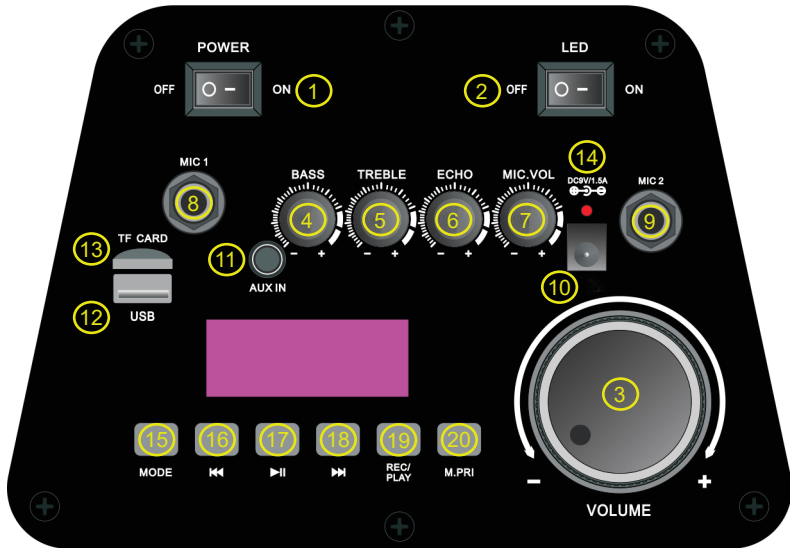 POWER
LED
OFF
ON
1
2
OFF
ON
MIC 1
BASS
TREBLE
ECHO
MIC.VOL
14
DC9V/1.5A
MIC 2
8
4
5
6
7
9
13
TF CARD
11
AUX IN
10
12
USB
3
15
16
17
18
19
20
MODE
REC/
PLAY
M.PRI
- +
- +
- +
- +
- +
VOLUME